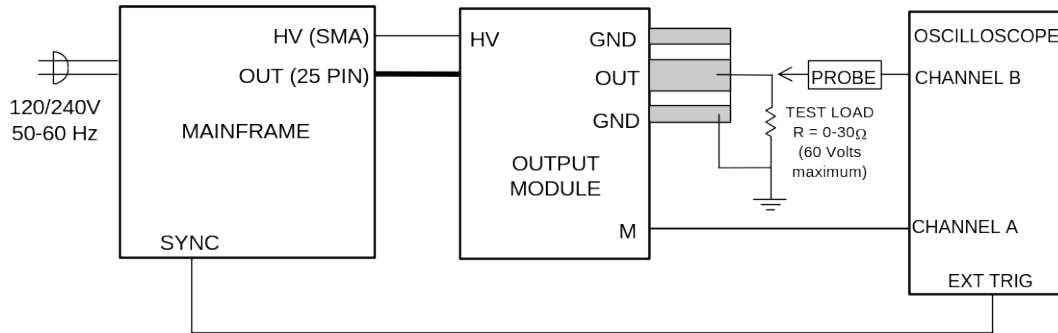 120/240V
50-60 Hz
HV (SMA)
OUT (25 PIN)
MAINFRAME
SYNC
HV
GND
OUT
GND
OUTPUT
MODULE
M
PROBE
TEST LOAD
R = 0-30Ω
(60 Volts
maximum)
OSCILLOSCOPE
CHANNEL B
CHANNEL A
EXT TRIG